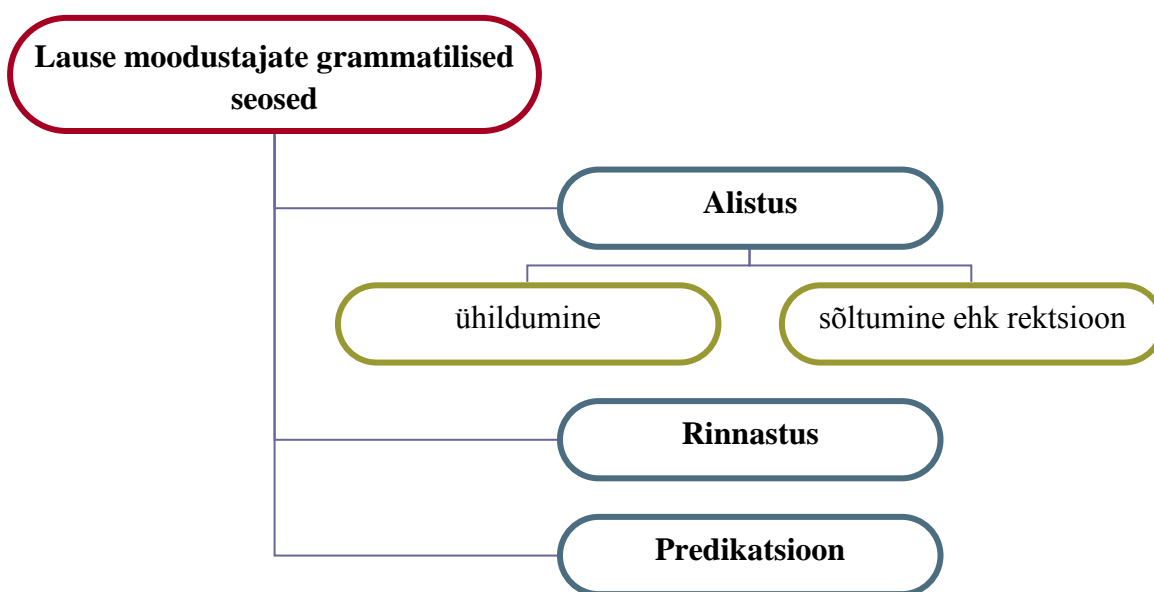 Lause moodustajate grammatilised
seosed
Alistus
ühildumine
sõltumine ehk rektsioon
Rinnastus
Predikatsioon